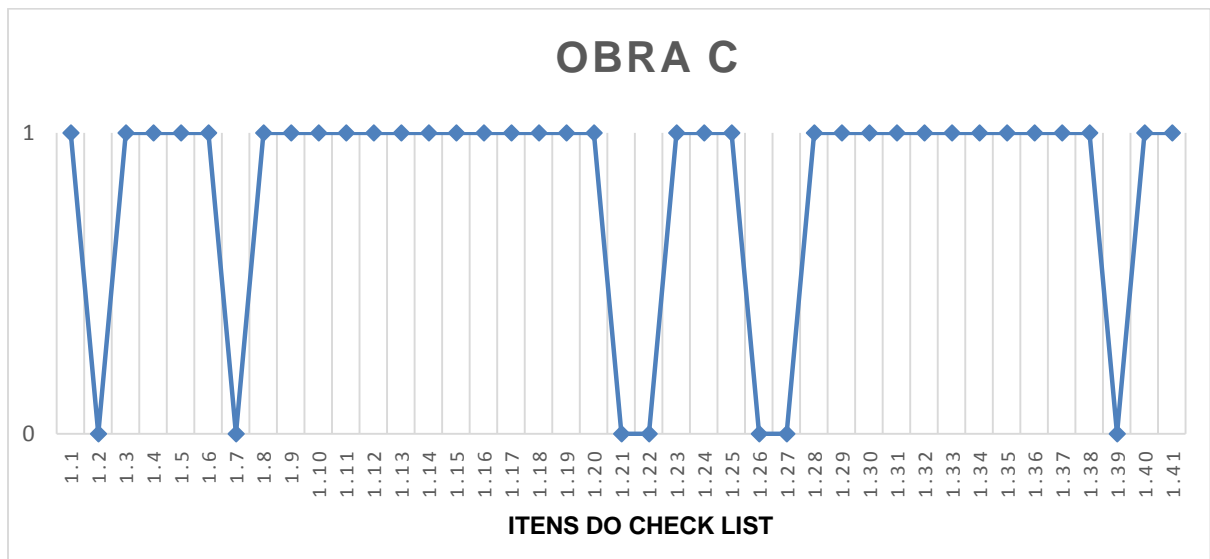 OBRA C
1
0
1.1 1.2 1.3 1.4 1.5 1.6 1.7 1.8 1.9 1.10 1.11 1.12 1.13 1.14 1.15 1.16 1.17 1.18 1.19 1.20 1.21 1.22 1.23 1.24 1.25 1.26 1.27 1.28 1.29 1.30 1.31 1.32 1.33 1.34 1.35 1.36 1.37 1.38 1.39 1.40 1.41
ITENS DO CHECK LIST